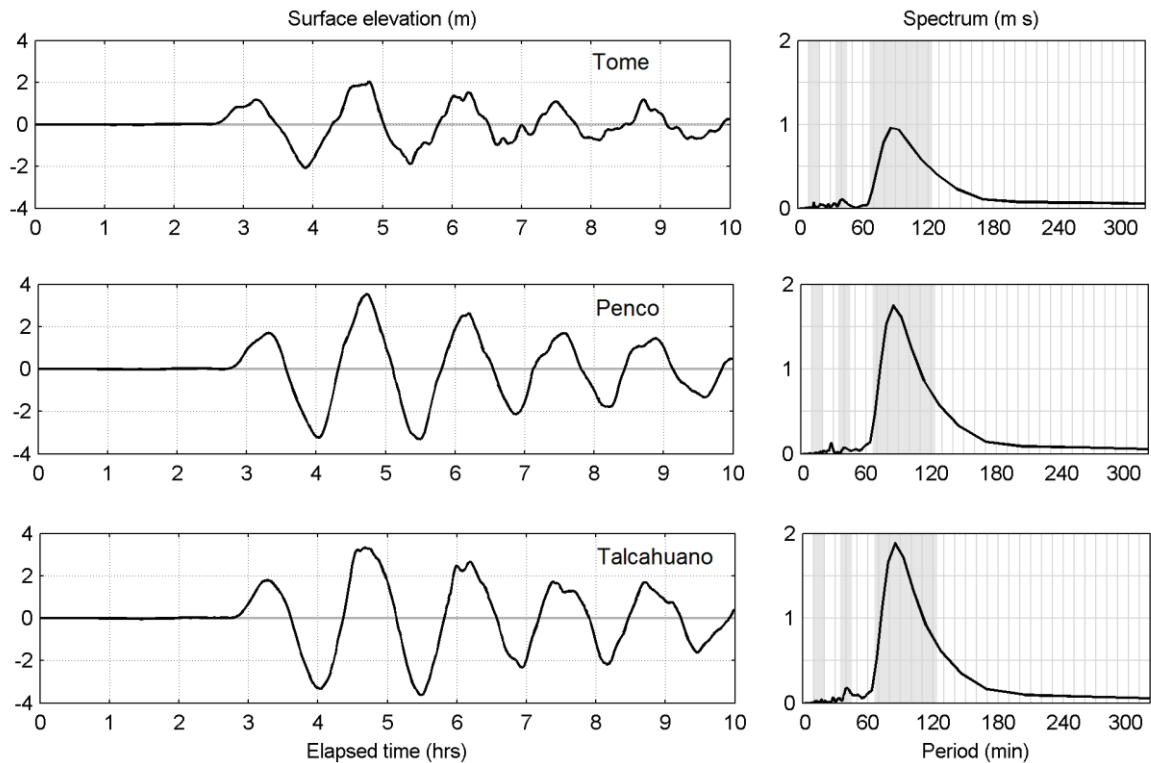 Surface elevation (m) Spectrum (m s)
4 2
2 Tome
0 1
-2
-4 0
0 1 2 3 4 5 6 7 8 9 10 0 60 120 180 240 300
4 2
2 Penco
0 1
-2
-4 0
0 1 2 3 4 5 6 7 8 9 10 0 60 120 180 240 300
4 2
2 Talcahuano
0 1
-2
-4 0
0 1 2 3 4 5 6 7 8 9 10 0 60 120 180 240 300
Elapsed time (hrs) Period (min)